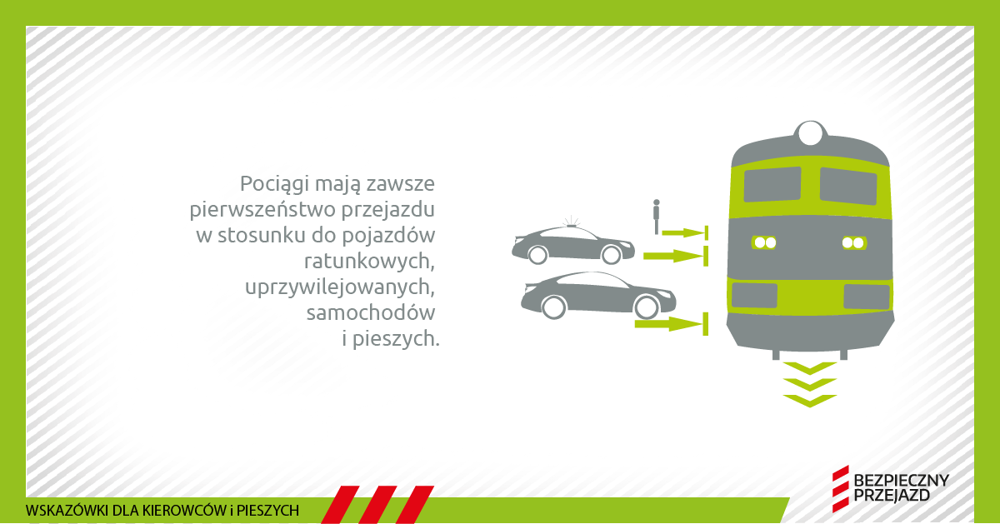 Pociągi mają zawsze
pierwszeństwo przejazdu
w stosunku do pojazdów
ratunkowych,
uprzywilejowanych,
samochodów
i pieszych.
WSKAZÓWKI DLA KIEROWCÓW i PIESZYCH
BEZPIECZNY
PRZEJAZD